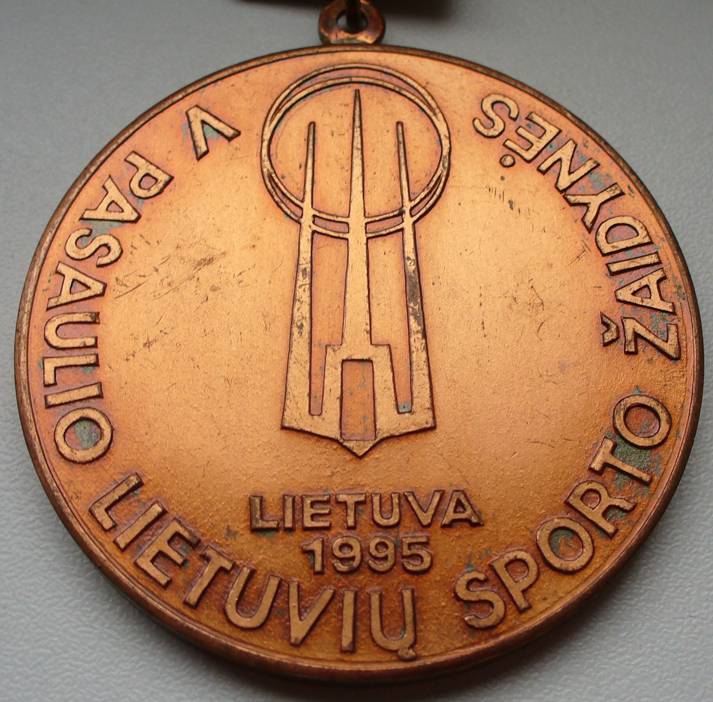 V PASAULIO LIETUVIŲ SPORTO ŽAIDYNĖS
LIETUVA
1995